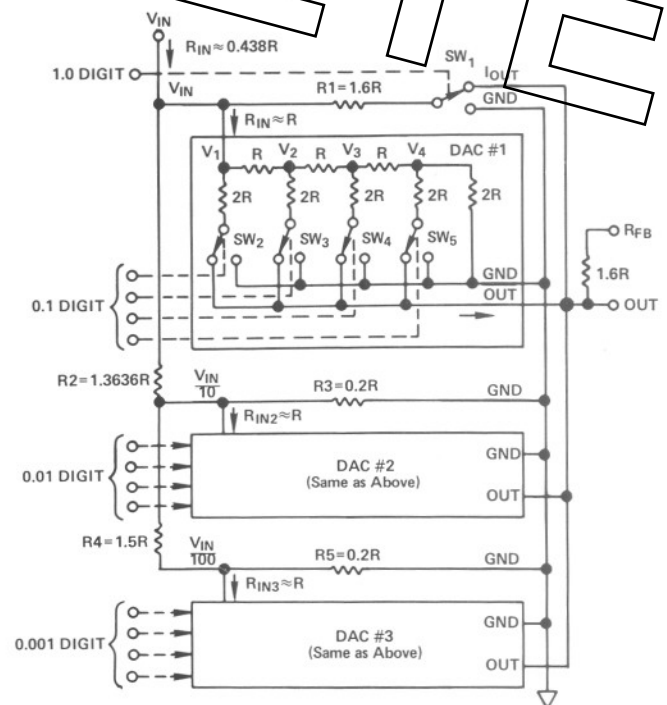 VIN
RIN≈0.438R
SW1
1.0 DIGIT
IOUT
VIN
R1=1.6R
GND
RIN≈R
V1 R V2 R V3 R V4
DAC #1
2R 2R 2R 2R 2R
SW2 SW3 SW4 SW5
RFB
0.1 DIGIT
GND
OUT
1.6R
OUT
R2=1.3636R
VIN
10
R3=0.2R
GND
RIN2≈R
0.01 DIGIT
DAC #2
(Same as Above)
GND
OUT
R4=1.5R
VIN
100
R5=0.2R
GND
RIN3≈R
0.001 DIGIT
DAC #3
(Same as Above)
GND
OUT